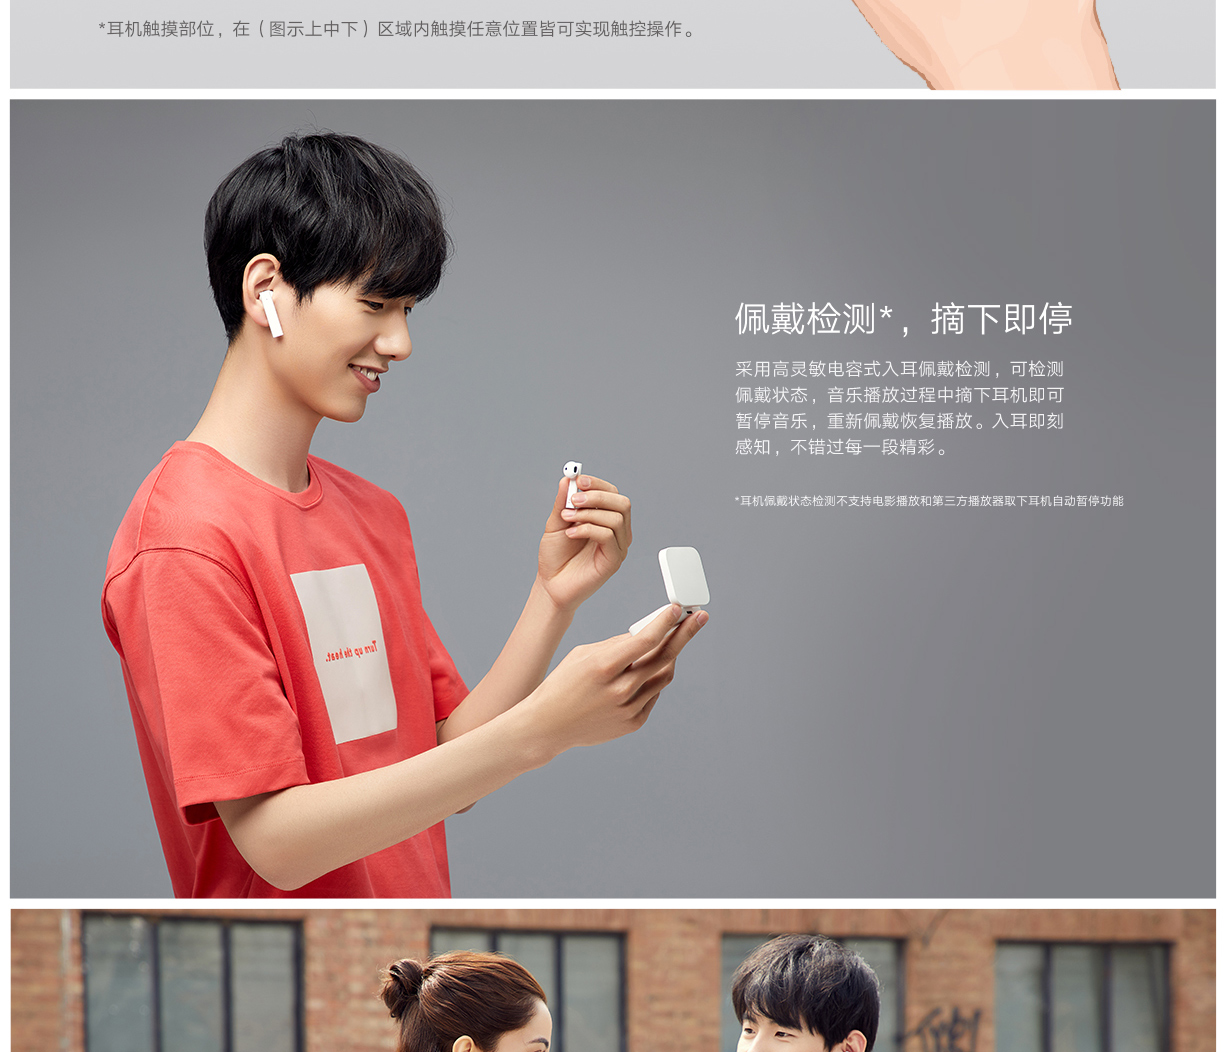 *耳机触摸部位，在（图示上中下）区域内触摸任意位置皆可实现触控操作。
佩戴检测*，摘下即停
采用高灵敏电容式入耳佩戴检测，可检测
佩戴状态，音乐播放过程中摘下耳机即可
暂停音乐，重新佩戴恢复播放。入耳即刻
感知，不错过每一段精彩。
*耳机佩戴状态检测不支持电影播放和第三方播放器取下耳机自动暂停功能
Turn up the heat.